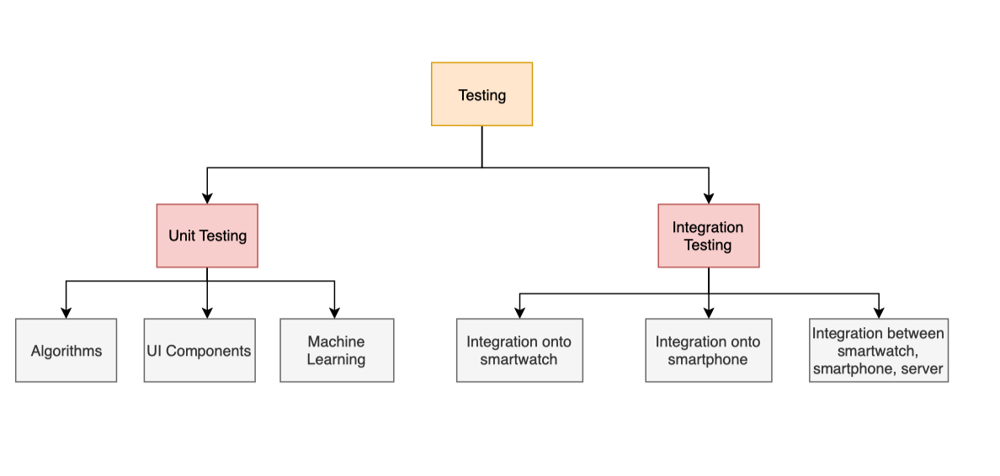 Testing
Unit Testing
Integration
Testing
Algorithms
UI Components
Machine
Learning
Integration onto
smartwatch
Integration onto
smartphone
Integration between
smartwatch,
smartphone, server